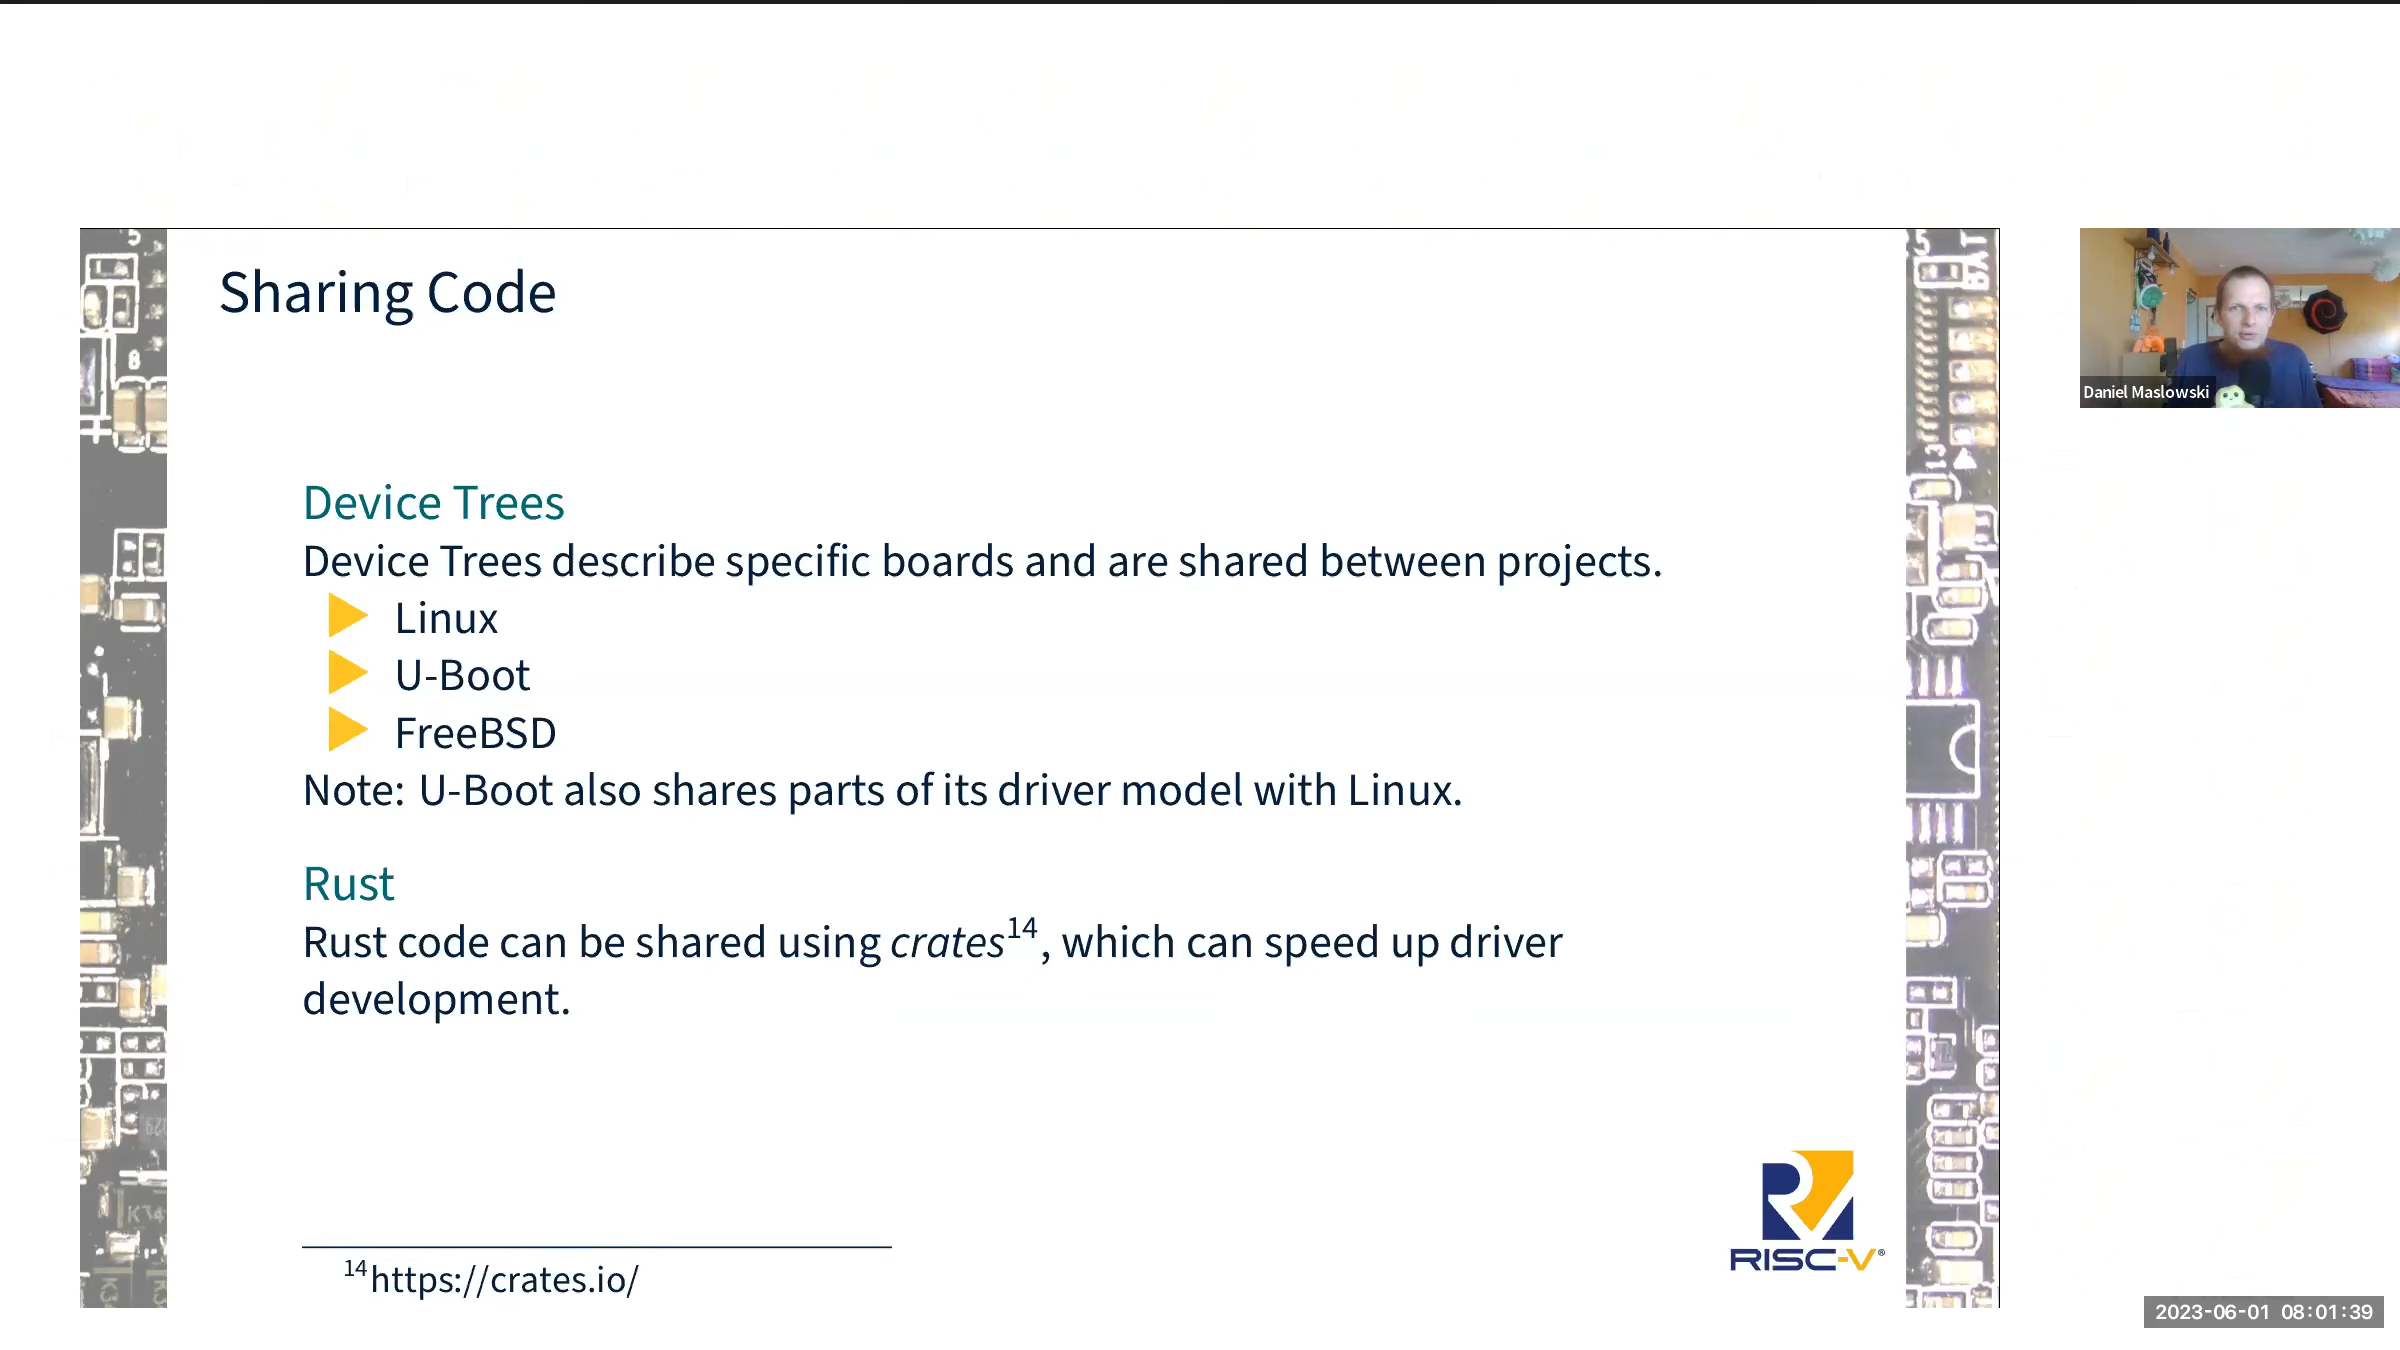 Sharing Code
Device Trees
Device Trees describe specific boards and are shared between projects.
Linux
U-Boot
FreeBSD
Note: U-Boot also shares parts of its driver model with Linux.
Rust
Rust code can be shared using crates14, which can speed up driver
development.
14 https://crates.io/
RISC-V®
Daniel Maslowski
2023-06-01 08:01:39